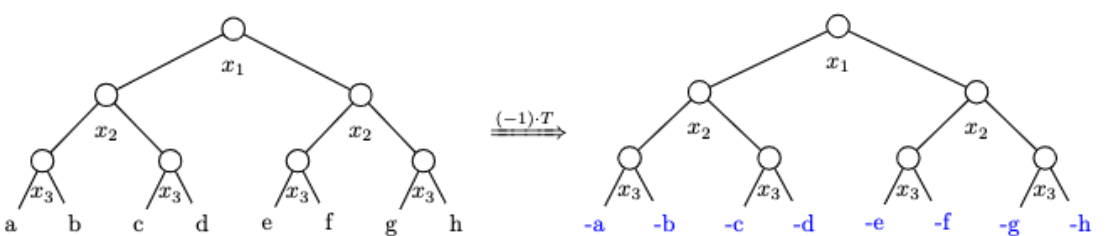 x₁ x₁
(−1)·T
x₂ x₂ x₂ x₂
x₃ x₃ x₃ x₃ x₃ x₃ x₃ x₃
a b c d e f g h -a -b -c -d -e -f -g -h